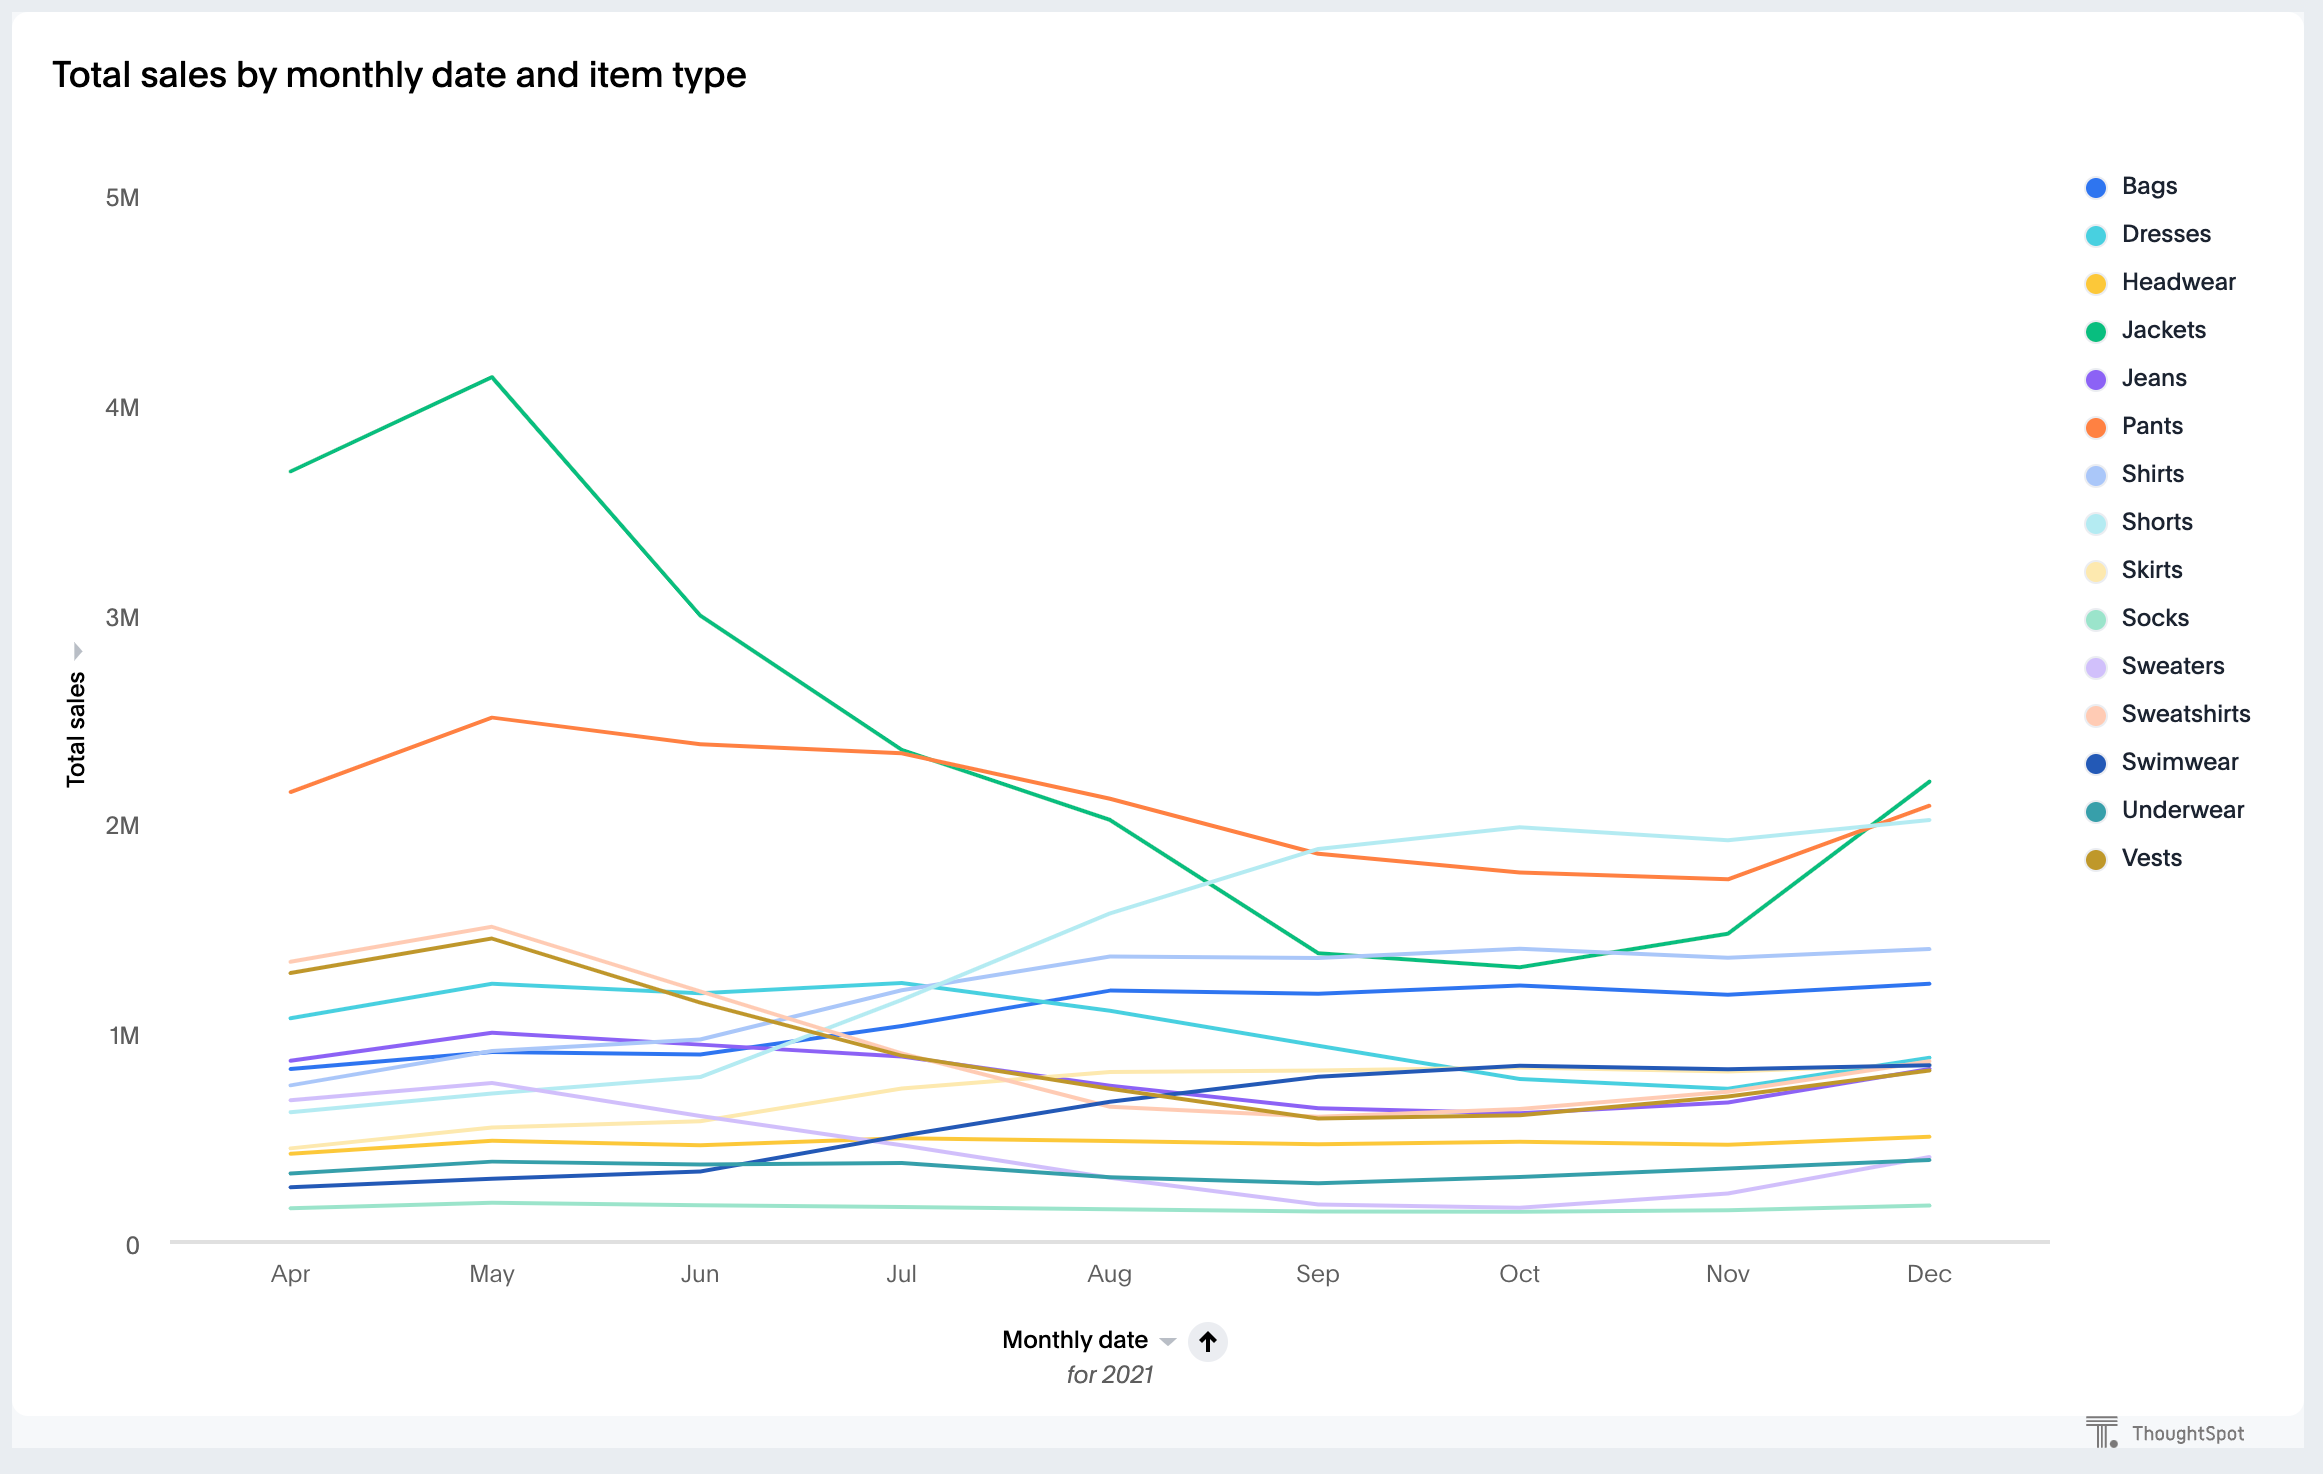 Total sales by monthly date and item type
5M
4M
3M
2M
1M
0
Total sales
Apr
May
Jun
Jul
Aug
Sep
Oct
Nov
Dec
Monthly date
for 2021
Bags
Dresses
Headwear
Jackets
Jeans
Pants
Shirts
Shorts
Skirts
Socks
Sweaters
Sweatshirts
Swimwear
Underwear
Vests
ThoughtSpot